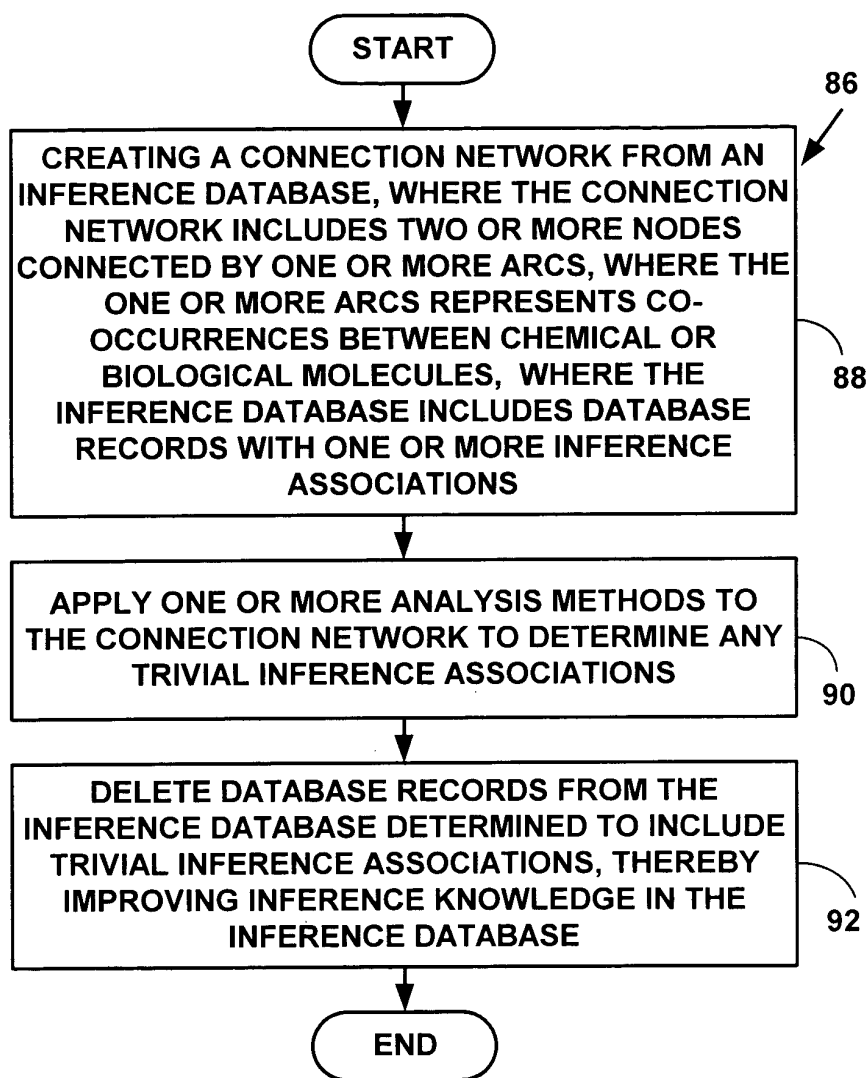 START
86
CREATING A CONNECTION NETWORK FROM AN
INFERENCE DATABASE, WHERE THE CONNECTION
NETWORK INCLUDES TWO OR MORE NODES
CONNECTED BY ONE OR MORE ARCS, WHERE THE
ONE OR MORE ARCS REPRESENTS CO-
OCCURRENCES BETWEEN CHEMICAL OR
BIOLOGICAL MOLECULES, WHERE THE
INFERENCE DATABASE INCLUDES DATABASE
RECORDS WITH ONE OR MORE INFERENCE
ASSOCIATIONS
88
APPLY ONE OR MORE ANALYSIS METHODS TO
THE CONNECTION NETWORK TO DETERMINE ANY
TRIVIAL INFERENCE ASSOCIATIONS
90
DELETE DATABASE RECORDS FROM THE
INFERENCE DATABASE DETERMINED TO INCLUDE
TRIVIAL INFERENCE ASSOCIATIONS, THEREBY
IMPROVING INFERENCE KNOWLEDGE IN THE
INFERENCE DATABASE
92
END